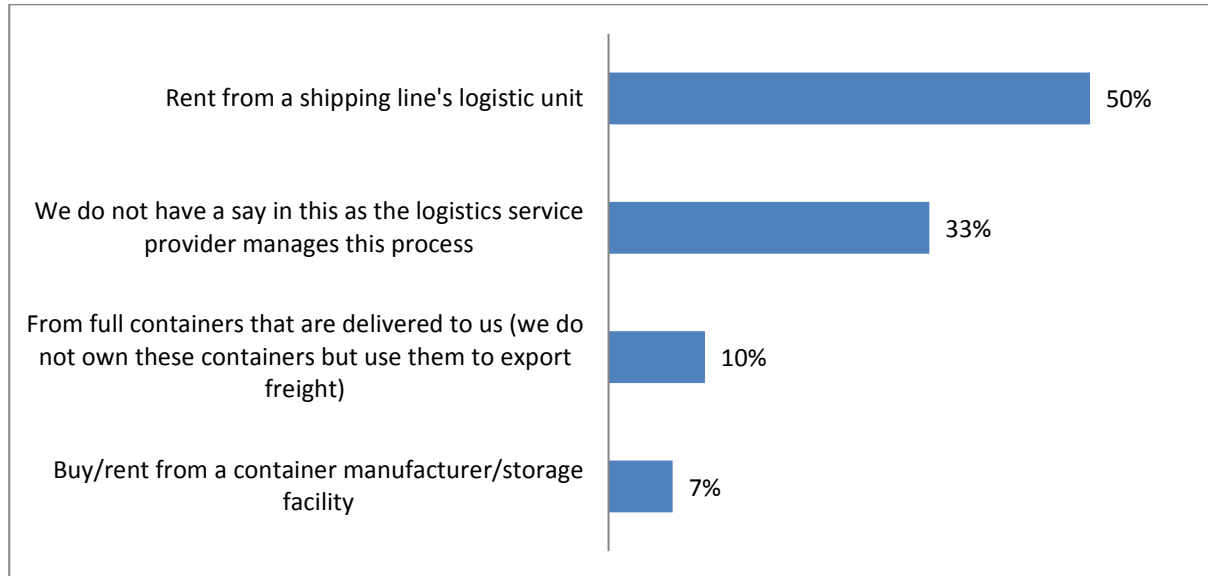 Rent from a shipping line's logistic unit
50%
We do not have a say in this as the logistics service
provider manages this process
33%
From full containers that are delivered to us (we do
not own these containers but use them to export
freight)
10%
Buy/rent from a container manufacturer/storage
facility
7%